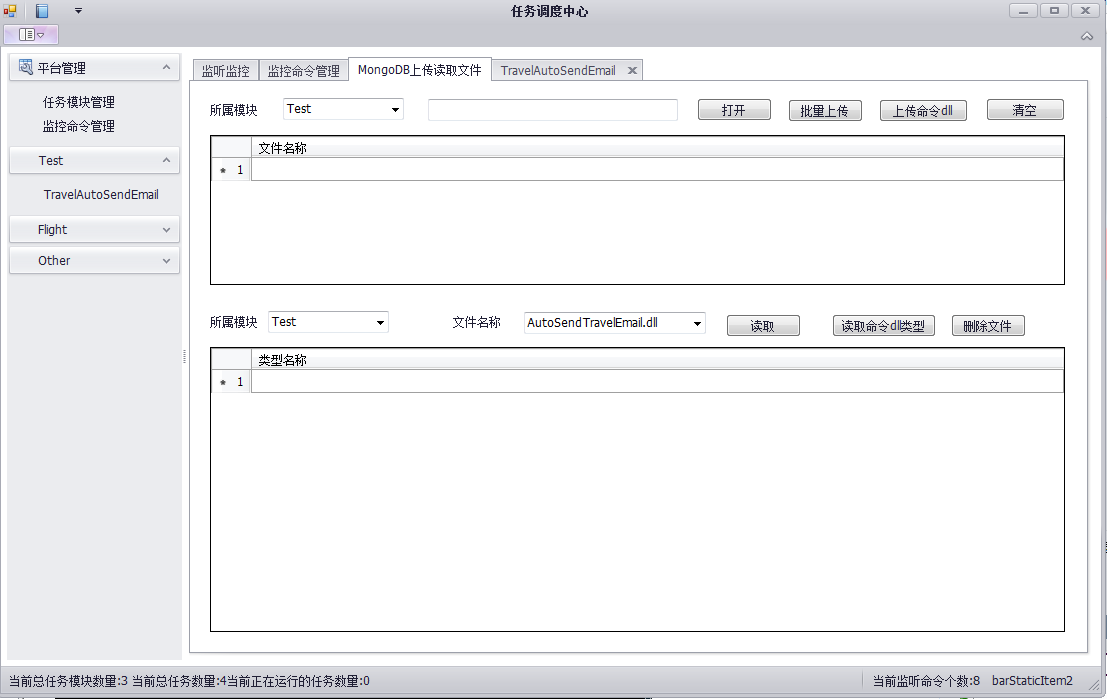 任务调度中心
平台管理
任务模块管理
监控命令管理
Test
TravelAutoSendEmail
Flight
Other
监听监控 监控命令管理 MongoDB上传读取文件 TravelAutoSendEmail
所属模块 Test 打开 批量上传 上传命令dll 清空
文件名称
* 1
所属模块 Test 文件名称 AutoSendTravelEmail.dll 读取 读取命令dll类型 删除文件
类型名称
* 1
当前总任务模块数量:3 当前总任务数量:4当前正在运行的任务数量:0 当前监听命令个数:8 barStaticItem2